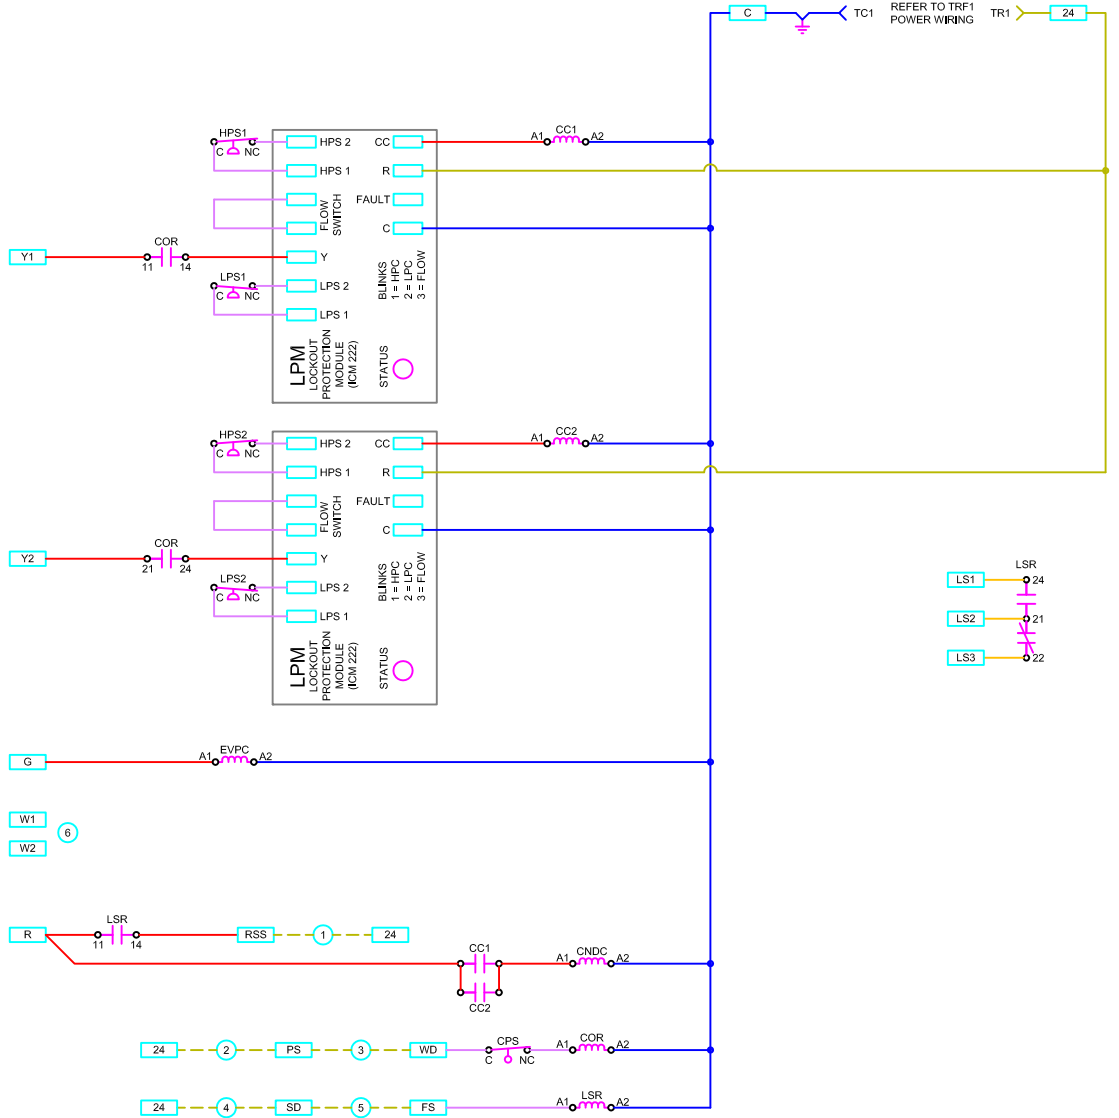 C
TC1
REFER TO TRF1
POWER WIRING
TR1
24
HPS1
C NC
HPS 2
HPS 1
FLOW
SWITCH
Y
LPS 2
LPS 1
CC
R
FAULT
C
BLINKS
1 = HPC
2 = LPC
3 = FLOW
LPM
LOCKOUT
PROTECTION
MODULE
(ICM 222)
STATUS
A1 CC1 A2
Y1
COR
11 14
LPS1
C NC
HPS2
C NC
HPS 2
HPS 1
FLOW
SWITCH
Y
LPS 2
LPS 1
CC
R
FAULT
C
BLINKS
1 = HPC
2 = LPC
3 = FLOW
LPM
LOCKOUT
PROTECTION
MODULE
(ICM 222)
STATUS
A1 CC2 A2
Y2
COR
21 24
LPS2
C NC
LSR
LS1 24
LS2 21
LS3 22
G
A1 EVPC A2
W1
W2
6
R
LSR
11 14
RSS 1 24
CC1
CC2
A1 CNDC A2
24 2 PS 3 WD
CPS
C NC
A1 COR A2
24 4 SD 5 FS
A1 LSR A2